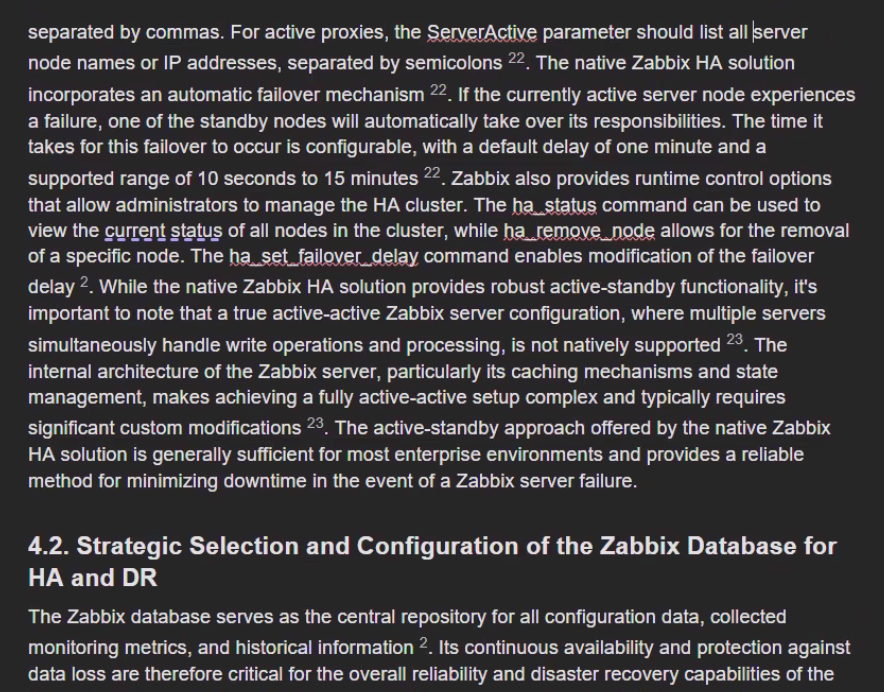 separated by commas. For active proxies, the ServerActive parameter should list all server
node names or IP addresses, separated by semicolons 22. The native Zabbix HA solution
incorporates an automatic failover mechanism 22. If the currently active server node experiences
a failure, one of the standby nodes will automatically take over its responsibilities. The time it
takes for this failover to occur is configurable, with a default delay of one minute and a
supported range of 10 seconds to 15 minutes 22. Zabbix also provides runtime control options
that allow administrators to manage the HA cluster. The ha_status command can be used to
view the current status of all nodes in the cluster, while ha_remove_node allows for the removal
of a specific node. The ha_set_failover_delay command enables modification of the failover
delay 2. While the native Zabbix HA solution provides robust active-standby functionality, it's
important to note that a true active-active Zabbix server configuration, where multiple servers
simultaneously handle write operations and processing, is not natively supported 23. The
internal architecture of the Zabbix server, particularly its caching mechanisms and state
management, makes achieving a fully active-active setup complex and typically requires
significant custom modifications 23. The active-standby approach offered by the native Zabbix
HA solution is generally sufficient for most enterprise environments and provides a reliable
method for minimizing downtime in the event of a Zabbix server failure.
4.2. Strategic Selection and Configuration of the Zabbix Database for
HA and DR
The Zabbix database serves as the central repository for all configuration data, collected
monitoring metrics, and historical information 2. Its continuous availability and protection against
data loss are therefore critical for the overall reliability and disaster recovery capabilities of the